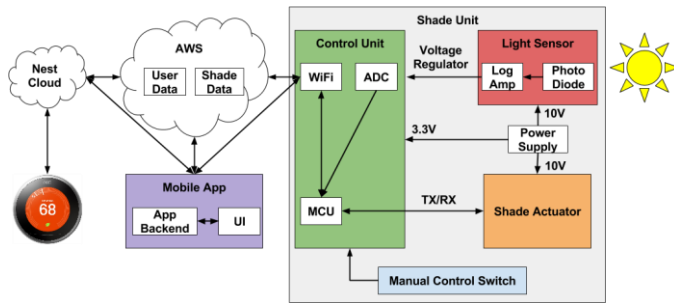 Shade Unit
AWS
Control Unit
Voltage
Regulator
Light Sensor
Nest
Cloud
User
Data
Shade
Data
WiFi
ADC
Log
Amp
Photo
Diode
10V
3.3V
Power
Supply
10V
Mobile App
68
App
Backend
UI
MCU
TX/RX
Shade Actuator
Manual Control Switch